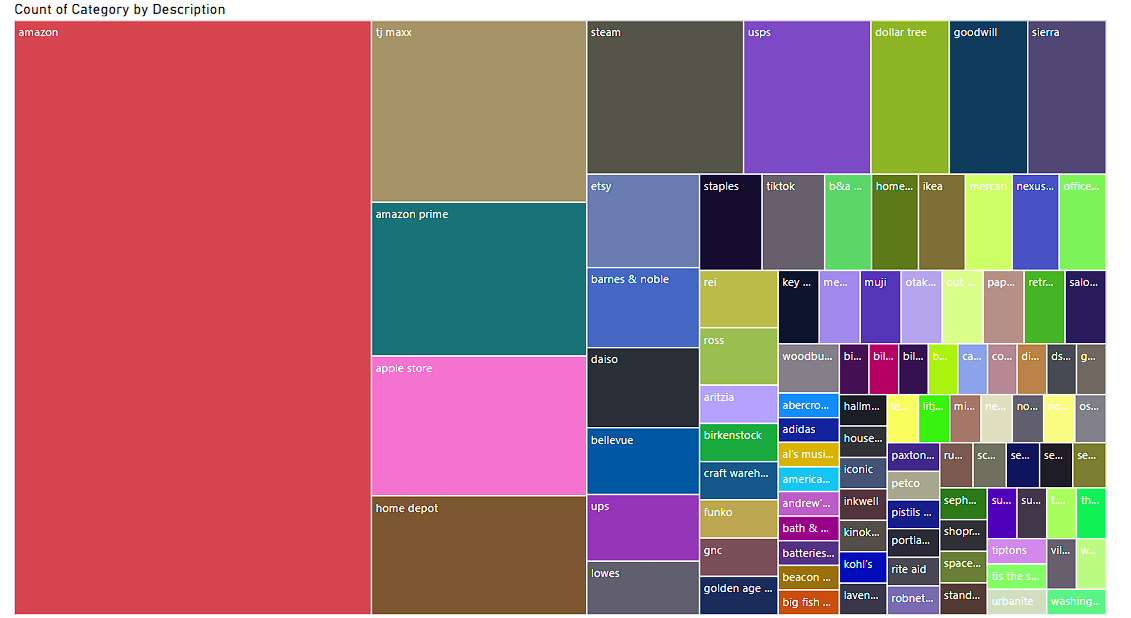 Count of Category by Description
amazon
tj maxx
amazon prime
apple store
home depot
steam
usps
dollar tree
goodwill
sierra
etsy
barnes & noble
daiso
bellevue
ups
lowes
staples
tiktok
b&a ...
home...
ikea
mercari
nexus...
office...
rei
ross
aritzia
birkenstock
craft wareh...
funko
gnc
golden age ...
key ...
me...
muji
otak...
out ...
pap...
retr...
salo...
woodbu...
abercro...
adidas
al's musi...
america...
andrew'...
bath & ...
batteries...
beacon ...
big fish ...
bi...
bil...
bil...
b...
ca...
co...
di...
ds...
g...
hallm...
house...
iconic
inkwell
kinok...
kohl's
laven...
le...
litj...
mi...
ne...
no...
no...
os...
paxton...
petco
pistils ...
portla...
rite aid
robnet...
ru...
sc...
se...
se...
se...
seph...
shopr...
space...
stand...
su...
su...
t...
th...
tiptons
tis the s...
urbanite
vil...
w...
washing...